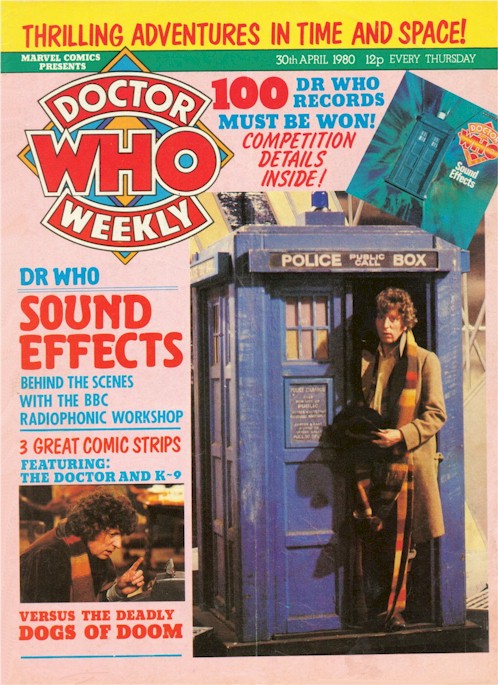 THRILLING ADVENTURES IN TIME AND SPACE!
MARVEL COMICS
PRESENTS
30th APRIL 1980 12p EVERY THURSDAY
DOCTOR
WHO
WEEKLY
100 DR WHO
RECORDS
MUST BE WON!
COMPETITION
DETAILS
INSIDE!
DOCTOR
WHO
Sound
Effects
POLICE PUBLIC CALL BOX
DR WHO
SOUND
EFFECTS
BEHIND THE SCENES
WITH THE BBC
RADIOPHONIC WORKSHOP
3 GREAT COMIC STRIPS
FEATURING:
THE DOCTOR AND K-9
VERSUS THE DEADLY
DOGS OF DOOM